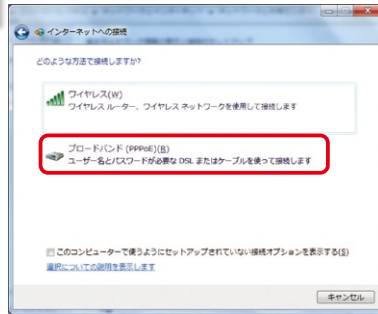 インターネットへの接続
どのような方法で接続しますか?
ワイヤレス(W)
ワイヤレス ルーター、ワイヤレス ネットワークを使用して接続します
ブロードバンド (PPPoE)(R)
ユーザー名とパスワードが必要な DSL またはケーブルを使って接続します
このコンピューターで使うようにセットアップされていない接続オプションを表示する(S)
選択についての説明を表示します
キャンセル